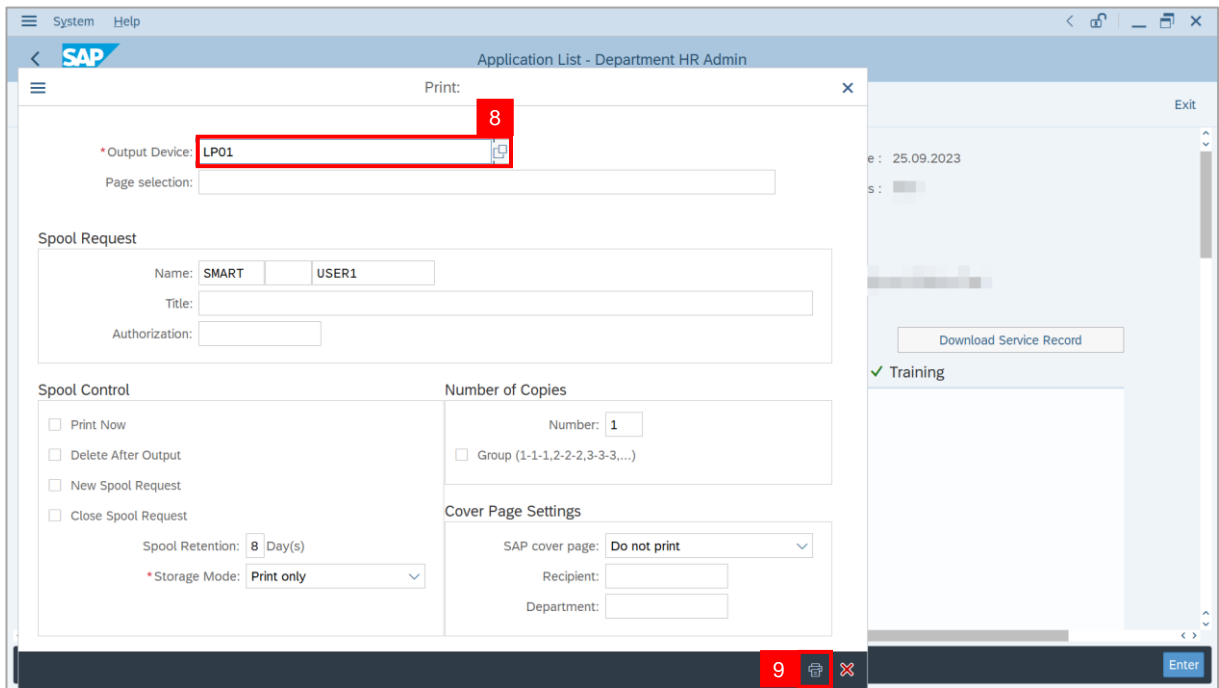 System Help
SAP
Application List - Department HR Admin
Print:
Exit
8
*Output Device: LP01
e : 25.09.2023
Page selection:
s :
Spool Request
Name: SMART USER1
Title:
Authorization:
Download Service Record
Training
Spool Control
Number of Copies
Print Now
Number: 1
Delete After Output
Group (1-1-1,2-2-2,3-3-3,...)
New Spool Request
Close Spool Request
Cover Page Settings
Spool Retention: 8 Day(s)
SAP cover page: Do not print
*Storage Mode: Print only
Recipient:
Department:
9
Enter